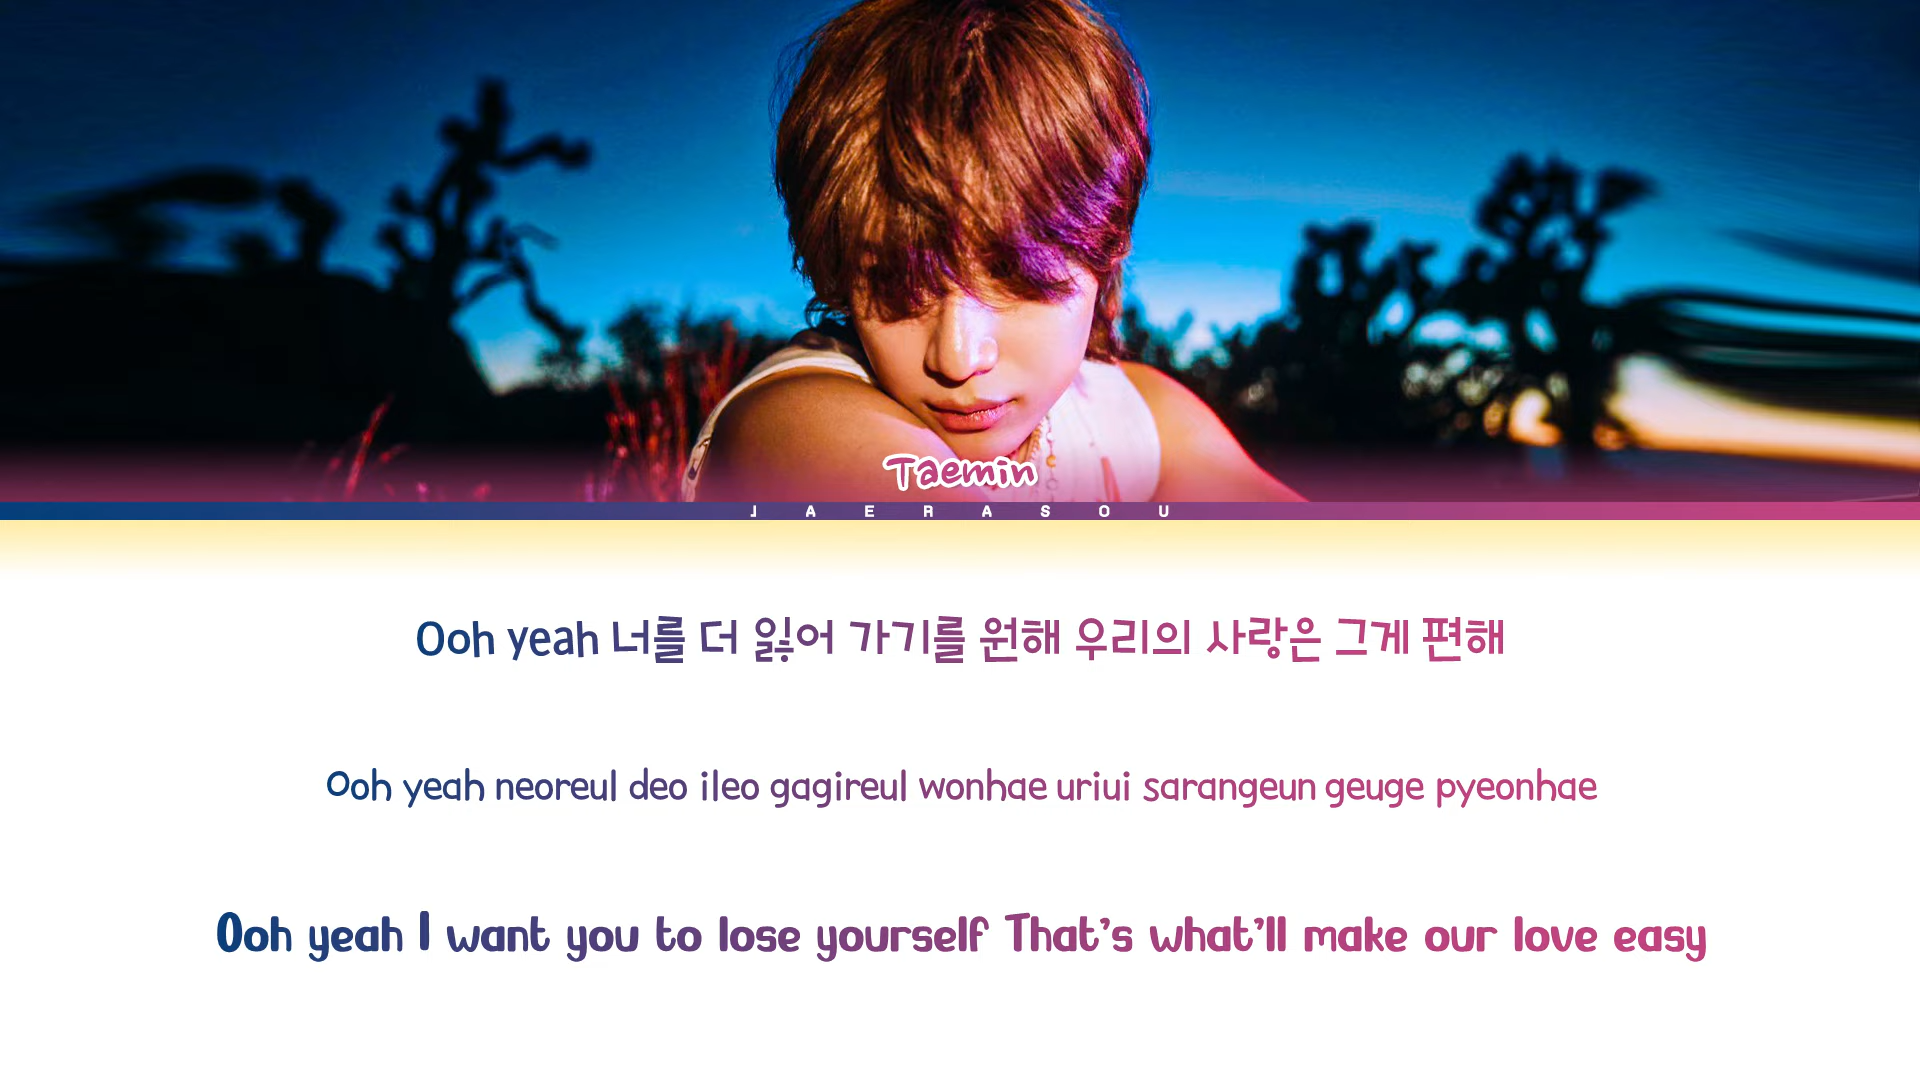 Taemin
JAERASOU
Ooh yeah 너를 더 잃어 가기를 원해 우리의 사랑은 그게 편해
Ooh yeah neoreul deo ileo gagireul wonhae uriui sarangeun geuge pyeonhae
Ooh yeah I want you to lose yourself That's what'll make our love easy